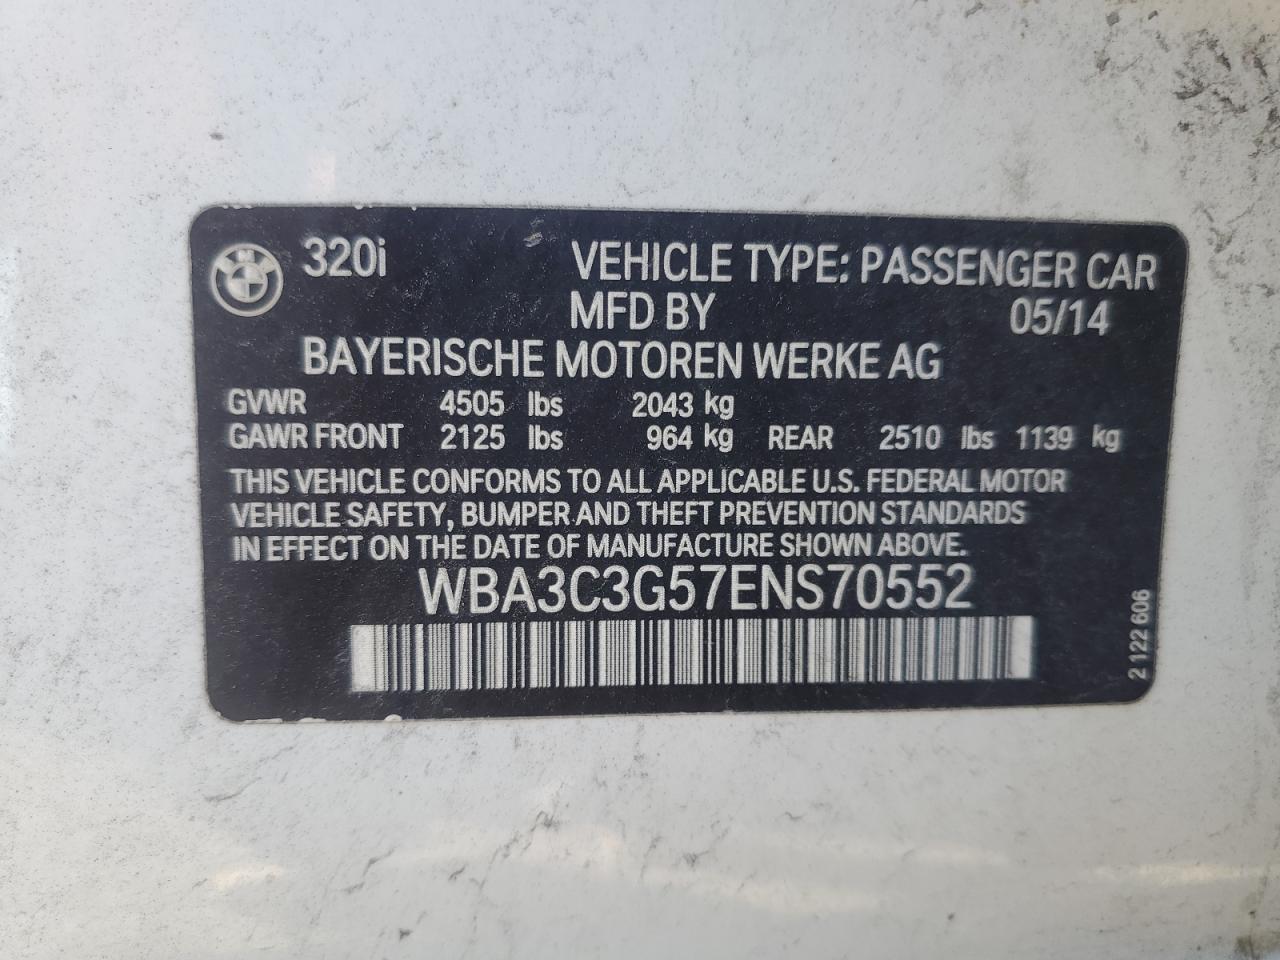 320i VEHICLE TYPE: PASSENGER CAR
MFD BY 05/14
BAYERISCHE MOTOREN WERKE AG
GVWR 4505 lbs 2043 kg
GAWR FRONT 2125 lbs 964 kg REAR 2510 lbs 1139 kg
THIS VEHICLE CONFORMS TO ALL APPLICABLE U.S. FEDERAL MOTOR
VEHICLE SAFETY, BUMPER AND THEFT PREVENTION STANDARDS
IN EFFECT ON THE DATE OF MANUFACTURE SHOWN ABOVE.
WBA3C3G57ENS70552
2 122 606